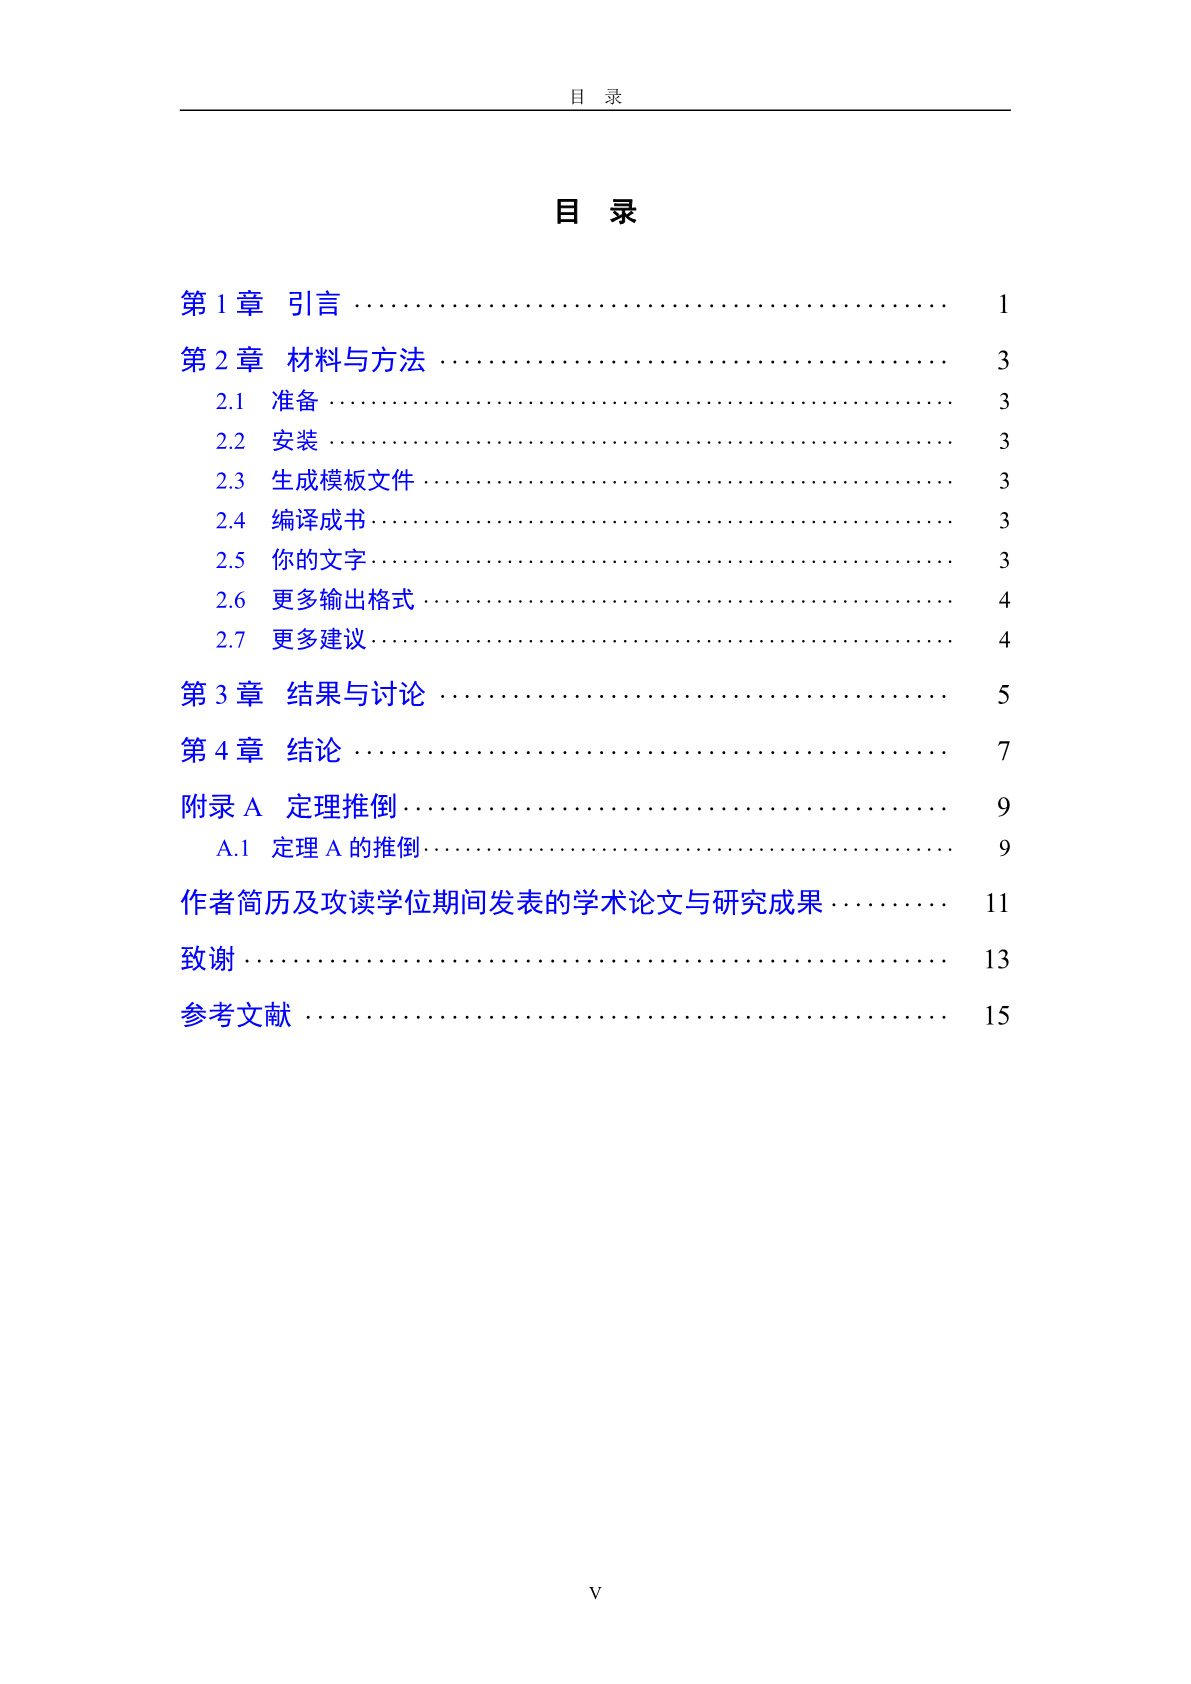 目 录
目 录
第 1 章 引言 ················································ 1
第 2 章 材料与方法 ·········································· 3
2.1 准备 ···························································· 3
2.2 安装 ···························································· 3
2.3 生成模板文件 ··················································· 3
2.4 编译成书 ························································ 3
2.5 你的文字 ························································ 3
2.6 更多输出格式 ··················································· 4
2.7 更多建议 ························································ 4
第 3 章 结果与讨论 ·········································· 5
第 4 章 结论 ················································ 7
附录 A 定理推倒 ············································· 9
A.1 定理 A 的推倒 ··················································· 9
作者简历及攻读学位期间发表的学术论文与研究成果 ·········· 11
致谢 ·························································· 13
参考文献 ····················································· 15
V